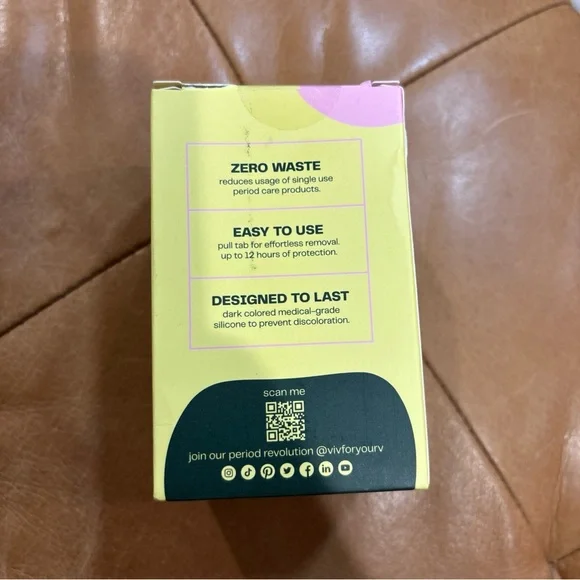 ZERO WASTE
reduces usage of single use
period care products.
EASY TO USE
pull tab for effortless removal.
up to 12 hours of protection.
DESIGNED TO LAST
dark colored medical-grade
silicone to prevent discoloration.
scan me
join our period revolution @vivforyourv